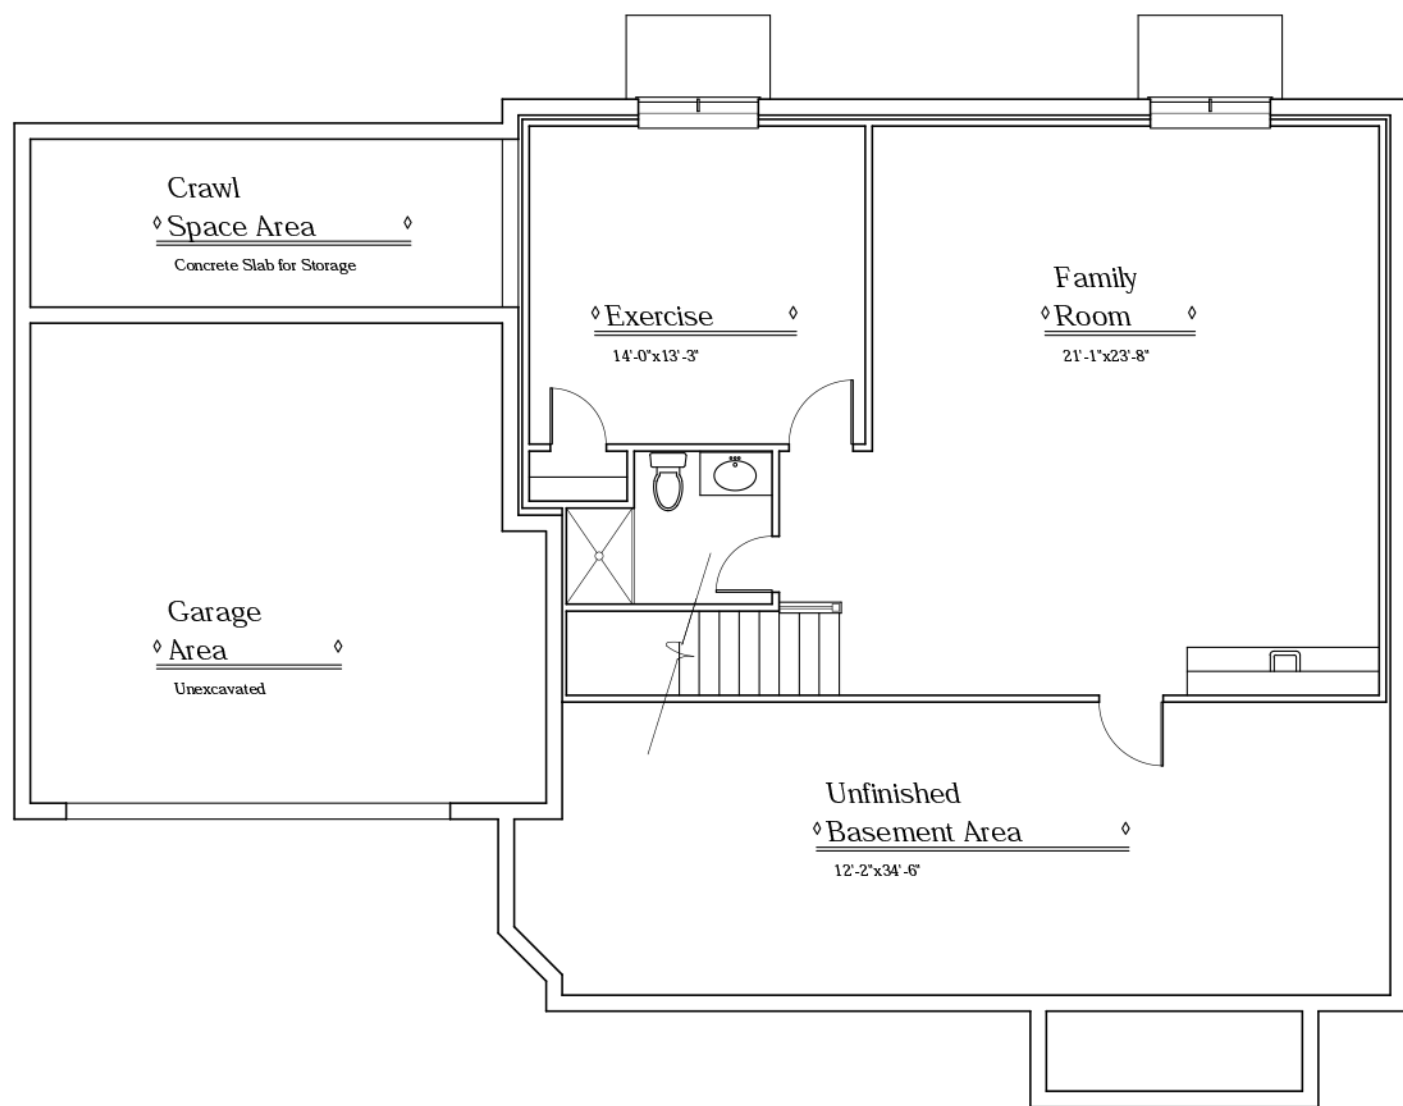 Crawl
Space Area
Concrete Slab for Storage
Exercise
14'-0"x13'-3"
Family
Room
21'-1"x23'-8"
Garage
Area
Unexcavated
Unfinished
Basement Area
12'-2"x34'-6"